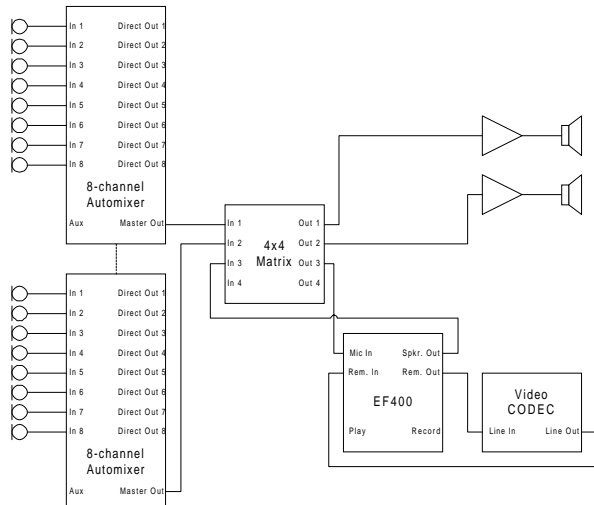 In 1 Direct Out 1
In 2 Direct Out 2
In 3 Direct Out 3
In 4 Direct Out 4
In 5 Direct Out 5
In 6 Direct Out 6
In 7 Direct Out 7
In 8 Direct Out 8
8-channel
Automixer
Aux Master Out
In 1 Out 1
In 2 Out 2
4x4
Matrix
In 3 Out 3
In 4 Out 4
In 1 Direct Out 1
In 2 Direct Out 2
In 3 Direct Out 3
In 4 Direct Out 4
In 5 Direct Out 5
In 6 Direct Out 6
In 7 Direct Out 7
In 8 Direct Out 8
8-channel
Automixer
Aux Master Out
Mic In Spkr. Out
Rem. In Rem. Out
EF400
Play Record
Video
CODEC
Line In Line Out